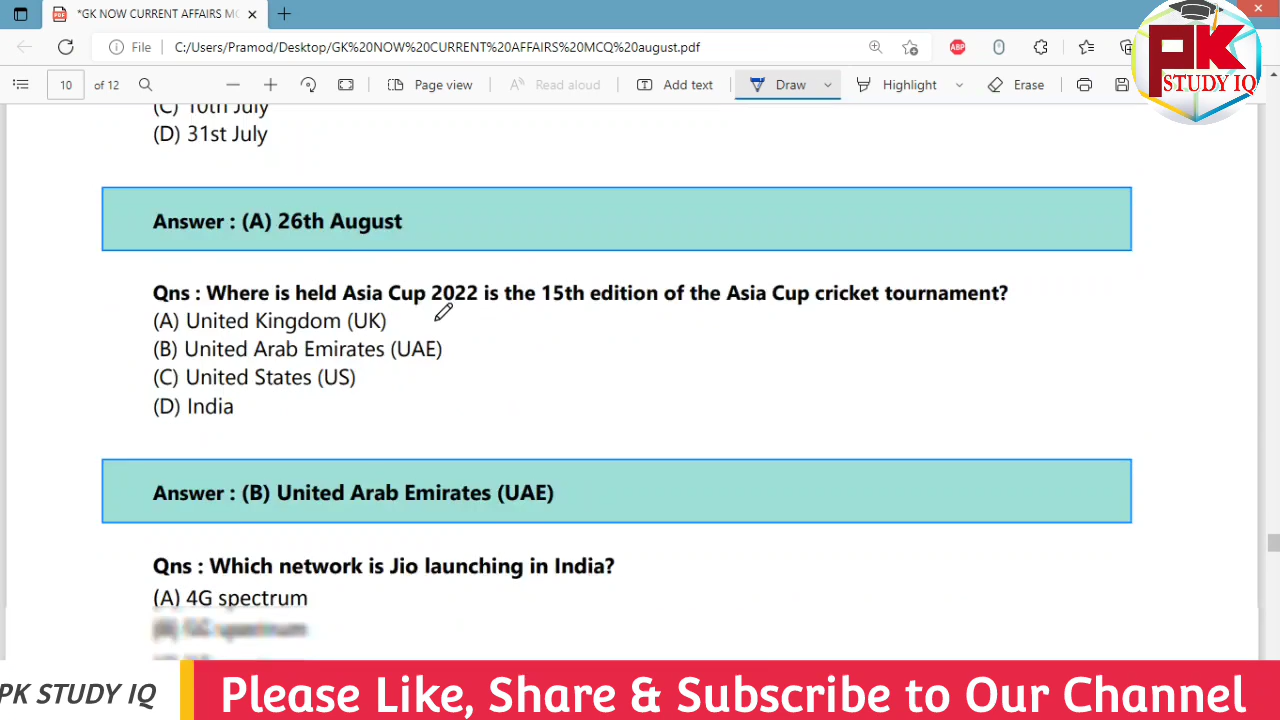 *GK NOW CURRENT AFFAIRS MC
File
C:/Users/Pramod/Desktop/GK%20NOW%20CURRENT%20AFFAIRS%20MCQ%20august.pdf
ABP
10 of 12
Page view
Read aloud
Add text
Draw
Highlight
Erase
PK
STUDY IQ
(C) 10th July
(D) 31st July
Answer : (A) 26th August
Qns : Where is held Asia Cup 2022 is the 15th edition of the Asia Cup cricket tournament?
(A) United Kingdom (UK)
(B) United Arab Emirates (UAE)
(C) United States (US)
(D) India
Answer : (B) United Arab Emirates (UAE)
Qns : Which network is Jio launching in India?
(A) 4G spectrum
PK STUDY IQ
Please Like, Share & Subscribe to Our Channel